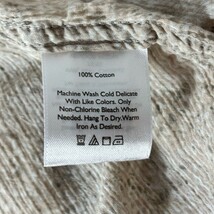 100% Cotton
Machine Wash Cold Delicate
With Like Colors. Only
Non-Chlorine Bleach When
Needed. Hang To Dry.Warm
Iron As Desired.